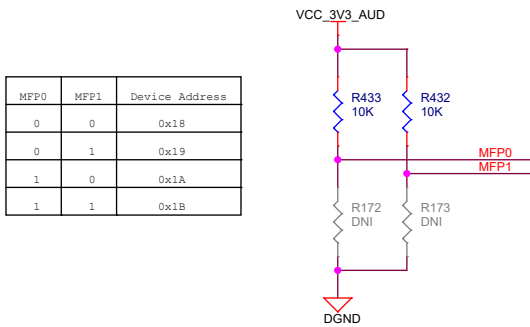 VCC_3V3_AUD
MFP0 MFP1 Device Address
0 0 0x18
0 1 0x19
1 0 0x1A
1 1 0x1B
R433
10K
R432
10K
MFP0
MFP1
R172
DNI
R173
DNI
DGND